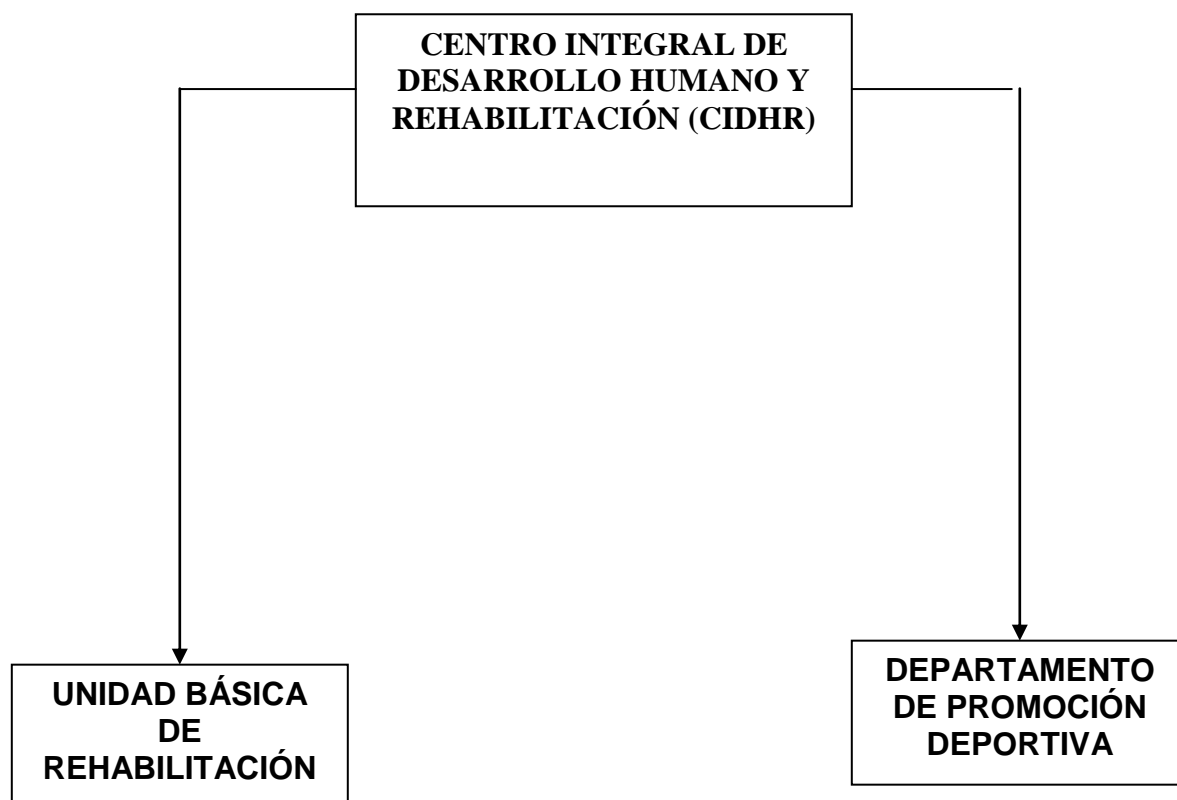 CENTRO INTEGRAL DE
DESARROLLO HUMANO Y
REHABILITACIÓN (CIDHR)
UNIDAD BÁSICA
DE
REHABILITACIÓN
DEPARTAMENTO
DE PROMOCIÓN
DEPORTIVA